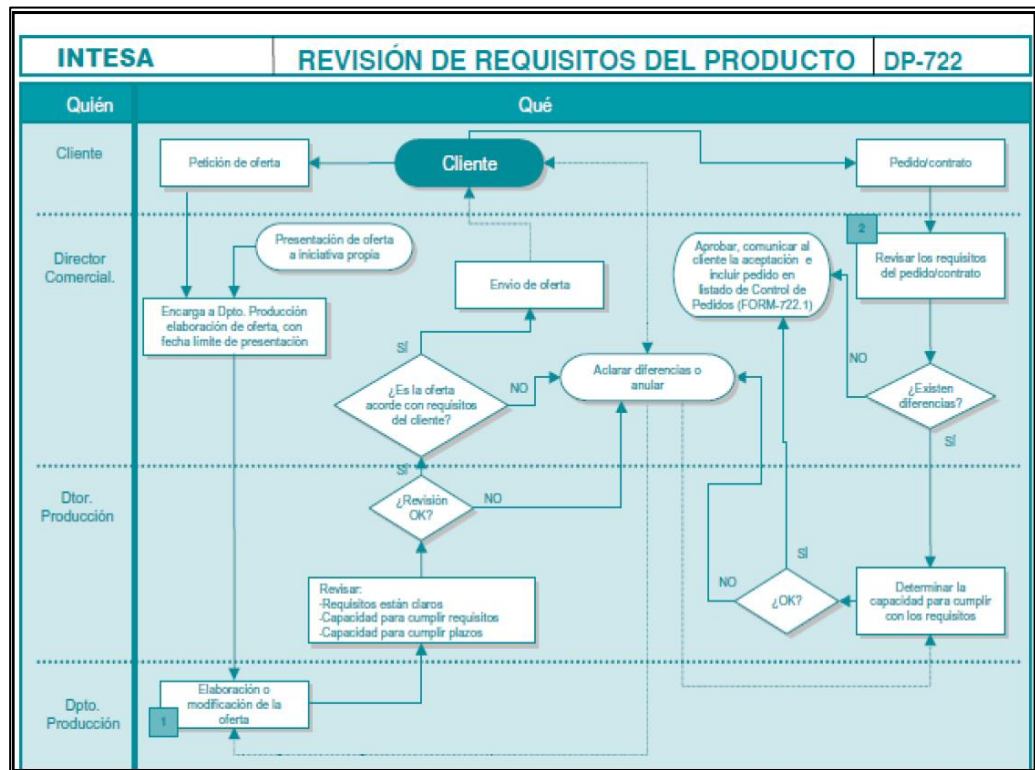 INTESA
REVISIÓN DE REQUISITOS DEL PRODUCTO
DP-722
Quién
Qué
Cliente
Petición de oferta
Cliente
Pedido/contrato
Director
Comercial.
Presentación de oferta
a iniciativa propia
Envio de oferta
Aprobar, comunicar al
cliente la aceptación e
incluir pedido en
listado de Control de
Pedidos (FORM-722.1)
2
Revisar los requisitos
del pedido/contrato
Encarga a Dpto. Producción
elaboración de oferta, con
fecha límite de presentación
SÍ
¿Es la oferta
acorde con requisitos
del cliente?
NO
Aclarar diferencias o
anular
NO
¿Existen
diferencias?
SÍ
Dtor.
Producción
SÍ
¿Revisión
OK?
NO
Revisar:
-Requisitos están claros
-Capacidad para cumplir requisitos
-Capacidad para cumplir plazos
SÍ
NO
¿OK?
Determinar la
capacidad para cumplir
con los requisitos
Dpto.
Producción
1
Elaboración o
modificación de la
oferta